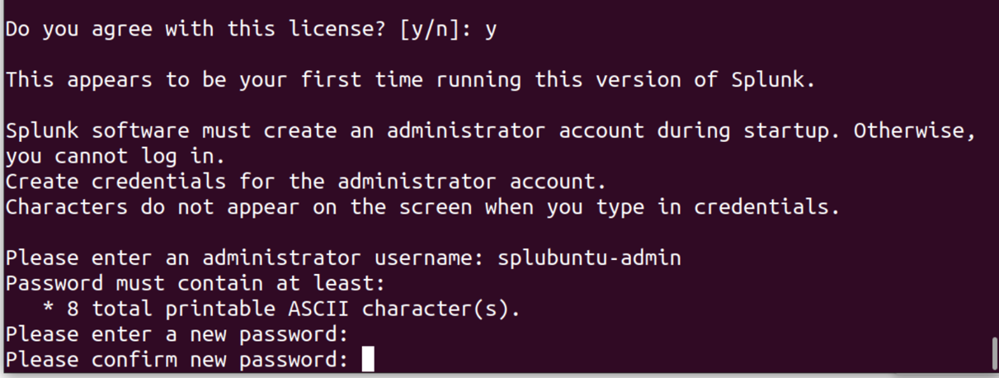 Do you agree with this license? [y/n]: y
This appears to be your first time running this version of Splunk.
Splunk software must create an administrator account during startup. Otherwise,
you cannot log in.
Create credentials for the administrator account.
Characters do not appear on the screen when you type in credentials.
Please enter an administrator username: splubuntu-admin
Password must contain at least:
   * 8 total printable ASCII character(s).
Please enter a new password:
Please confirm new password: